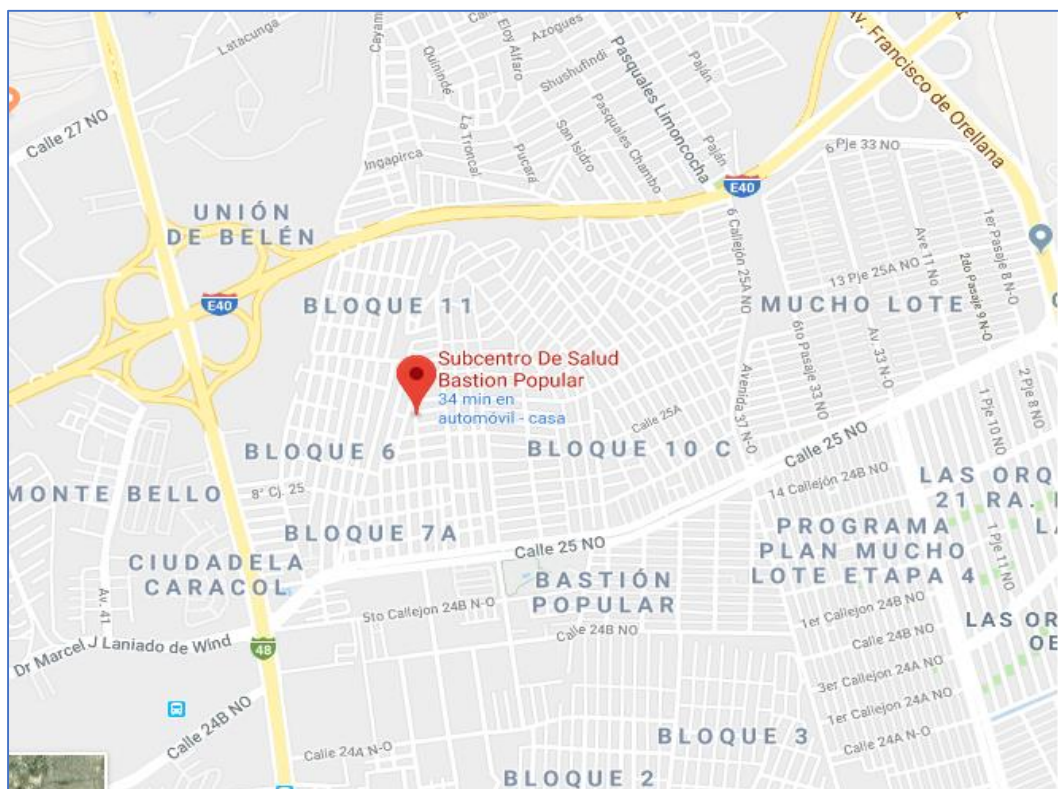 Latacunga
Cayam
Quinindé
Eloy Alfaro
Azogues
Shushufindi
Pasquales Limoncocha
Paján
Av. Francisco de Orellana
Calle 27 NO
La Troncal
San Isidro
Pasquales Chambo
Paján
Ingapirca
Pucará
6 Pje 33 NO
E40
UNIÓN
DE BELÉN
6 Callejón 25A NO
Ave 11 NO
1er Pasaje 8 N-O
2do Pasaje 9 N-O
13 Pje 25A NO
E40
BLOQUE 11
MUCHO LOTE
6to Pasaje 33 NO
Av. 33 N-O
Subcentro De Salud
Bastion Popular
34 min en
automóvil - casa
Avenida 37 N-O
Calle 25A
1 Pje 10 NO
2 Pje 8 NO
BLOQUE 6
BLOQUE 10 C
Calle 25 NO
MONTE BELLO
8° Cj. 25
14 Callejón 24B NO
LAS ORQ
21 RA.
LA
BLOQUE 7A
Calle 25 NO
PROGRAMA
PLAN MUCHO
LOTE ETAPA 4
1 Pje 11 NO
CIUDADELA
CARACOL
BASTIÓN
POPULAR
Av. 41
5to Callejon 24B N-O
1er Callejon 24B NO
Calle 24B NO
Calle 24B NO
LAS OR
OE
Dr Marcel J Laniado de Wind
48
3er Callejon 24A NO
1er Callejon 24A NO
Calle 24B NO
Calle 24A N-O
BLOQUE 3
Calle 24A N-O
BLOQUE 2